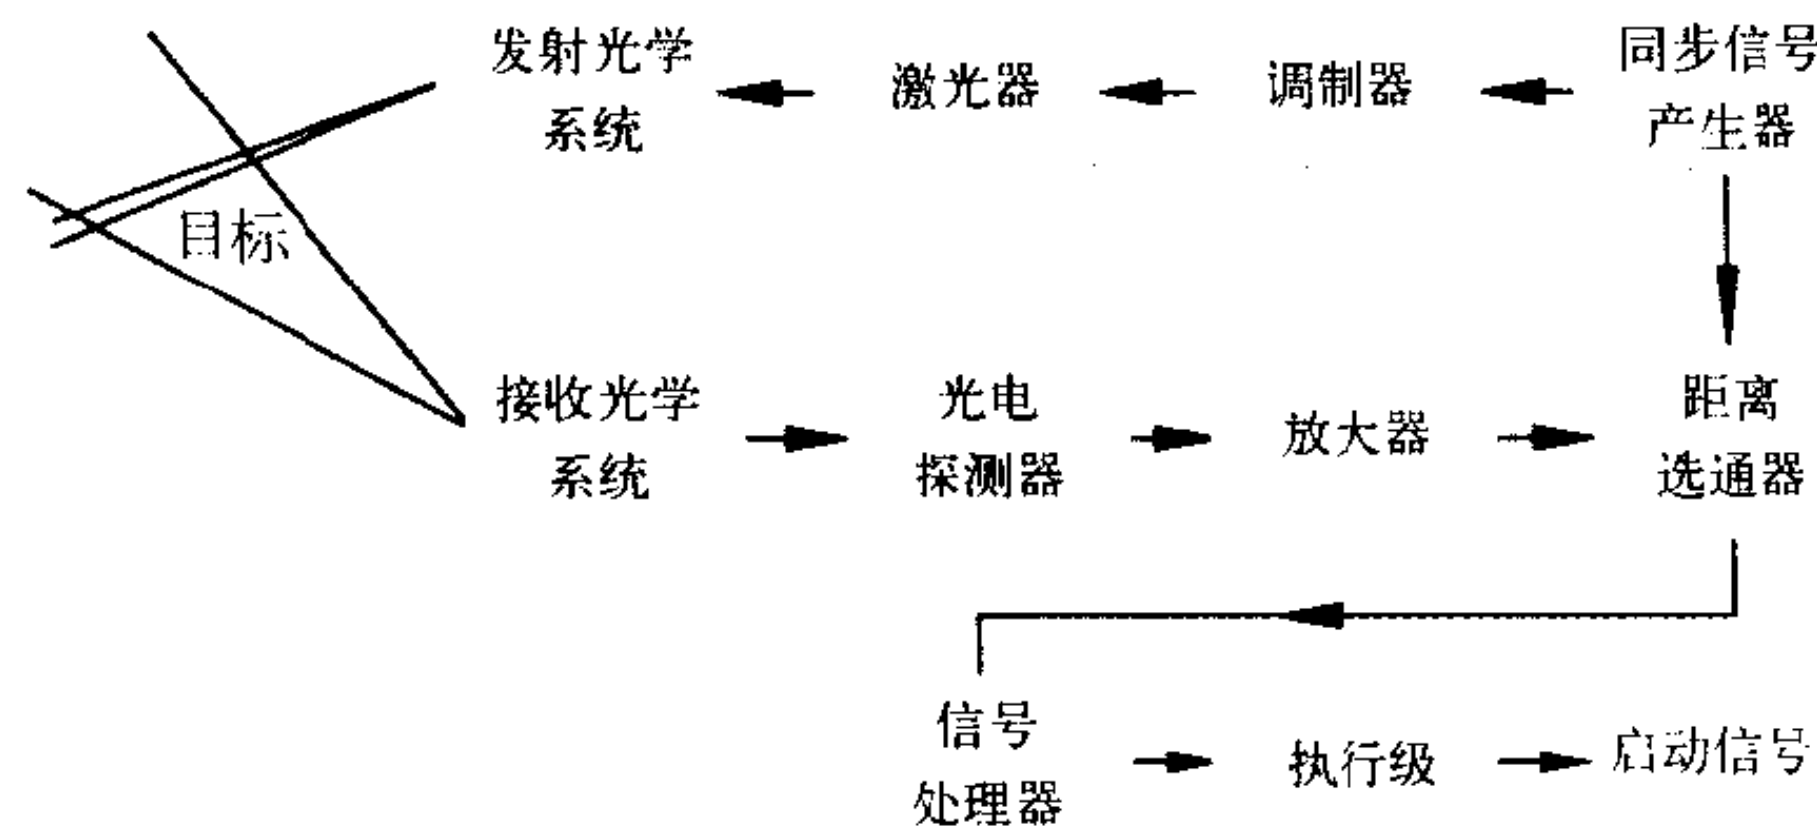 发射光学
系统
激光器
调制器
同步信号
产生器
目标
接收光学
系统
光电
探测器
放大器
距离
选通器
信号
处理器
执行级
启动信号